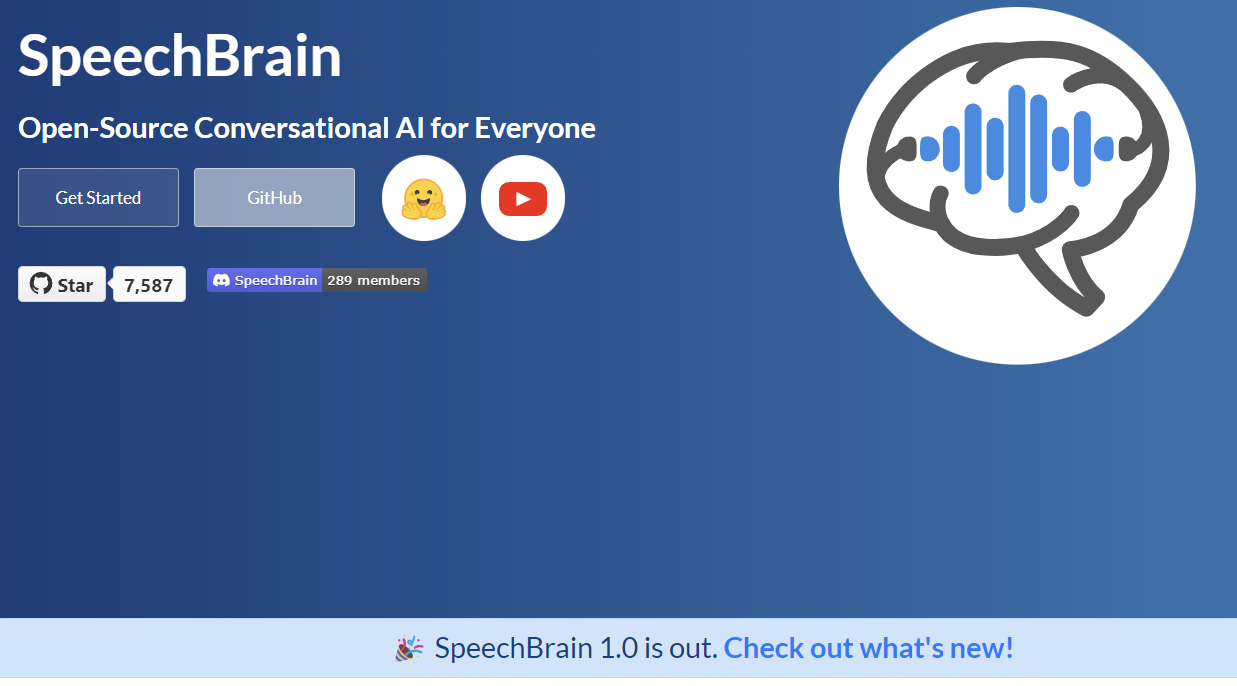 SpeechBrain
Open-Source Conversational AI for Everyone
Get Started
GitHub
Star
7,587
SpeechBrain 289 members
🎉 SpeechBrain 1.0 is out. Check out what's new!